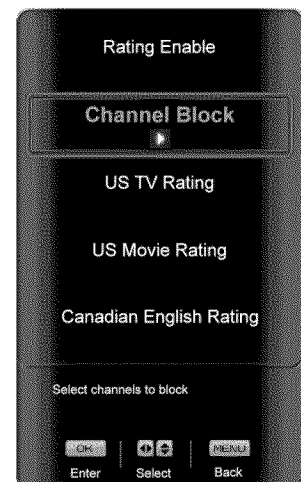 Rating Enable
Channel Block
US TV Rating
US Movie Rating
Canadian English Rating
Select channels to block
OK MENU
Enter Select Back